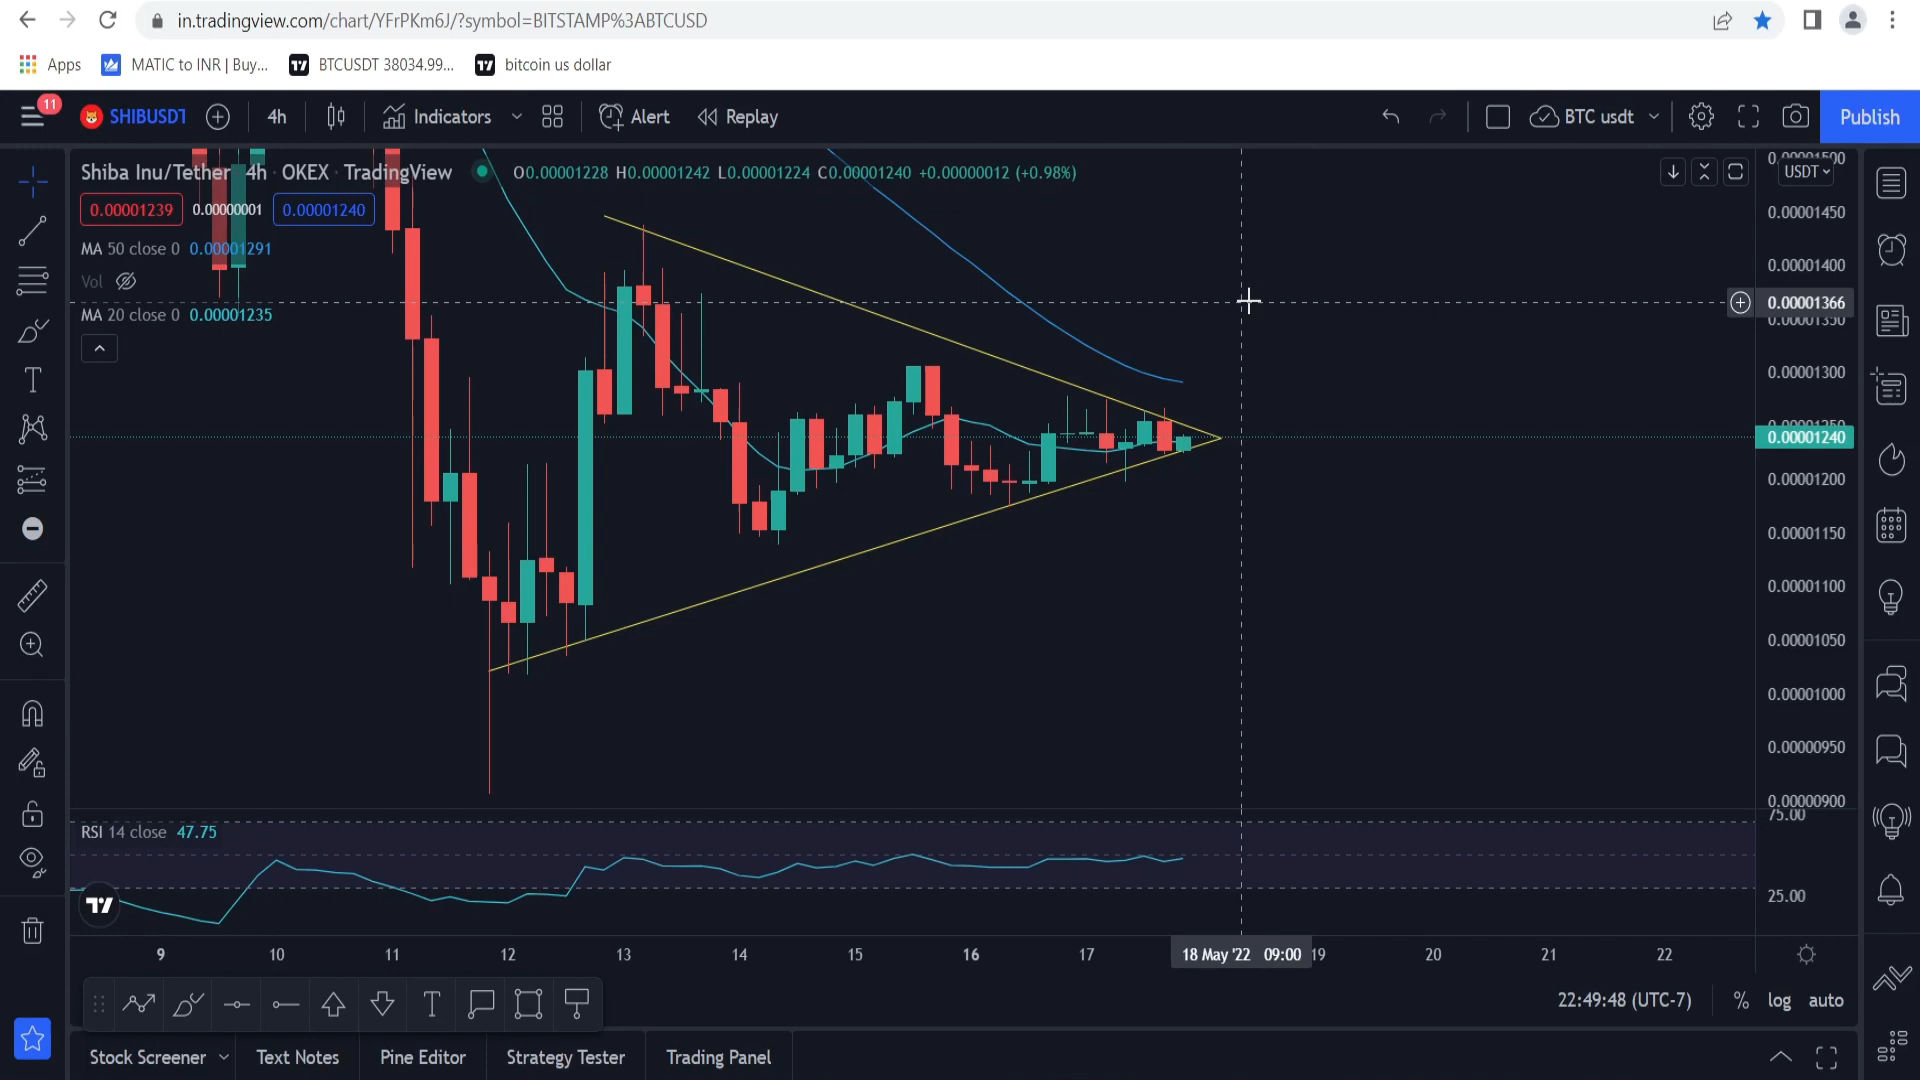 in.tradingview.com/chart/YFrPKm6J/?symbol=BITSTAMP%3ABTCUSD
Apps MATIC to INR | Buy... BTCUSDT 38034.99... bitcoin us dollar
11 SHIBUSDT 4h Indicators Alert Replay BTC usdt Publish
Shiba Inu/Tether 4h · OKEX · TradingView O0.00001228 H0.00001242 L0.00001224 C0.00001240 +0.00000012 (+0.98%)
0.00001239 0.00000001 0.00001240
MA 50 close 0 0.00001291
Vol
MA 20 close 0 0.00001235
0.00001500
USDT
0.00001450
0.00001400
0.00001366
0.00001350
0.00001300
0.00001250
0.00001240
0.00001200
0.00001150
0.00001100
0.00001050
0.00001000
0.00000950
0.00000900
75.00
RSI 14 close 47.75
25.00
9 10 11 12 13 14 15 16 17 18 May '22 09:00 19 20 21 22
22:49:48 (UTC-7) % log auto
Stock Screener Text Notes Pine Editor Strategy Tester Trading Panel